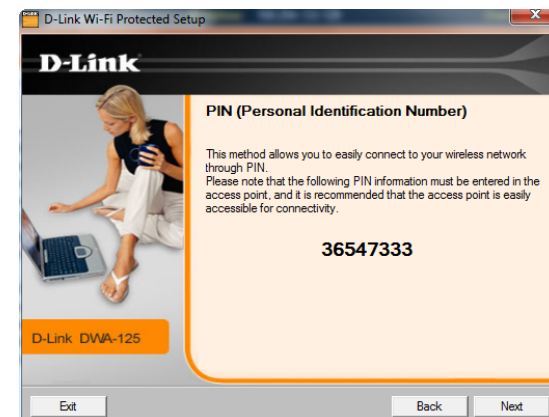 D-Link Wi-Fi Protected Setup
D-Link
PIN (Personal Identification Number)
This method allows you to easily connect to your wireless network
through PIN.
Please note that the following PIN information must be entered in the
access point, and it is recommended that the access point is easily
accessible for connectivity.
36547333
D-Link DWA-125
Exit
Back
Next